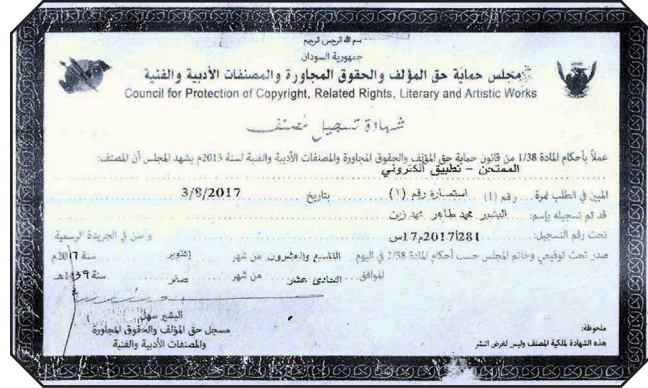 بسم الله الرحمن الرحيم
جمهورية السودان
مجلس حماية حق المؤلف والحقوق المجاورة والمصنفات الأدبية والفنية
Council for Protection of Copyright, Related Rights, Literary and Artistic Works
شهادة تسجيل مصنف
عملاً بأحكام المادة 1/38 من قانون حماية حق المؤلف والحقوق المجاورة والمصنفات الأدبية والفنية لسنة 2013م يشهد المجلس أن المصنف:
الممتحن – تطبيق الكتروني
المبين في الطلب نمرة رقم (1) استمارة رقم (١) بتاريخ 3/8/2017
قد تم تسجيله بإسم: البشير محمد طاهر محمد زين
تحت رقم التسجيل: 281\2017م17س وأعلن في الجريدة الرسمية
صدر تحت توقيعي وخاتم المجلس حسب أحكام المادة 2/58 في اليوم التاسع والعشرون من شهر إكتوبر سنة
الموافق الحادى عشر من شهر صفر سنة ١٤٣٩هـ
البشير سهل
مسجل حق المؤلف والحقوق المجاورة
والمصنفات الأدبية والفنية
ملحوظة:
هذه الشهادة لملكية المصنف وليس لغرض النشر